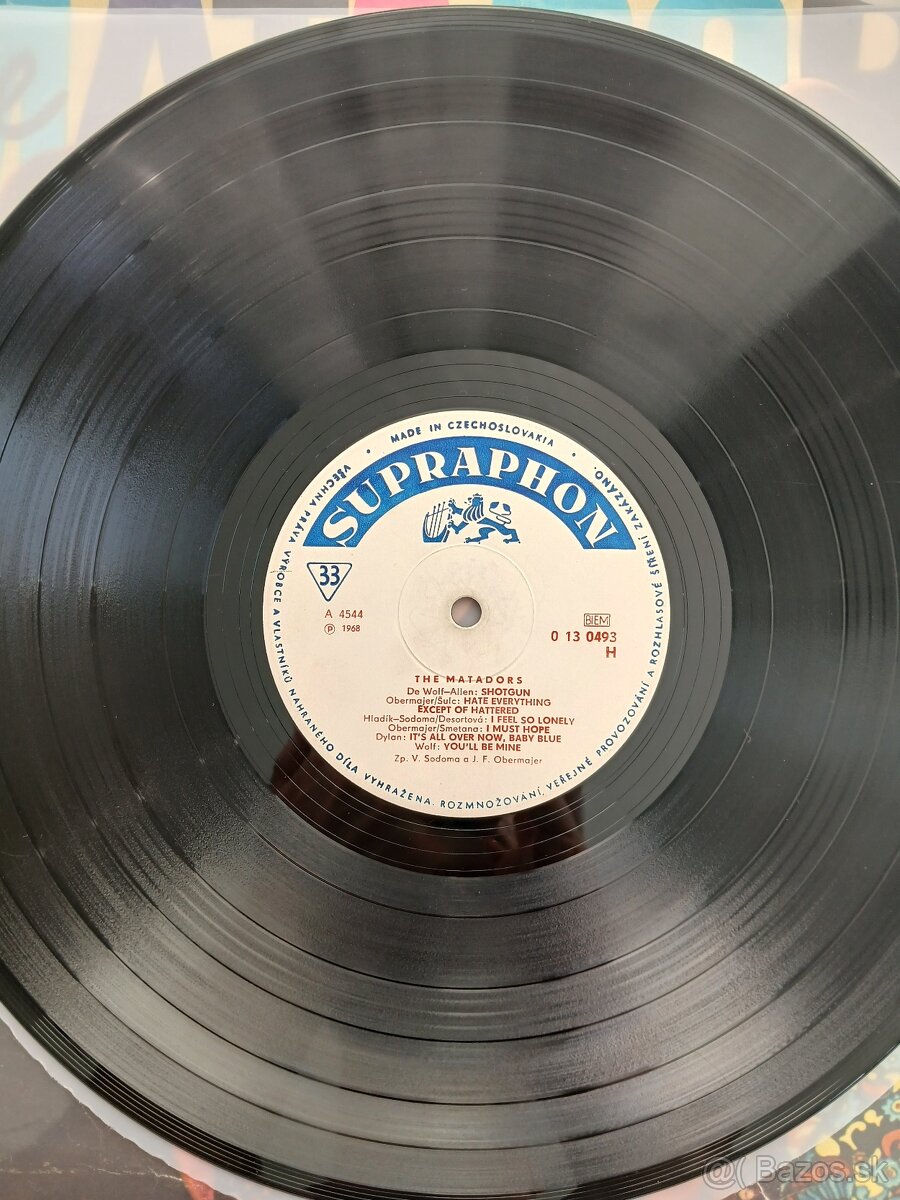 MADE IN CZECHOSLOVAKIA
SUPRAPHON
VŠECHNA PRÁVA VÝROBCE A VLASTNÍKŮ NAHRANÉHO DÍLA VYHRAŽENA. ROZMNOŽOVÁNÍ, VEŘEJNÉ PROVOZOVÁNÍ A ROZHLASOVÉ ŠÍŘENÍ ZAKÁZÁNO.
33
A 4544
Ⓟ 1968
BIEM
0 13 0493
H
THE MATADORS
De Wolf—Allen: SHOTGUN
Obermajer/Šulc: HATE EVERYTHING
EXCEPT OF HATTERED
Hladík—Sodoma/Desortová: I FEEL SO LONELY
Obermajer/Smetana: I MUST HOPE
Dylan: IT'S ALL OVER NOW, BABY BLUE
Wolf: YOU'LL BE MINE
Zp. V. Sodoma a J. F. Obermajer
@( Bazos.sk